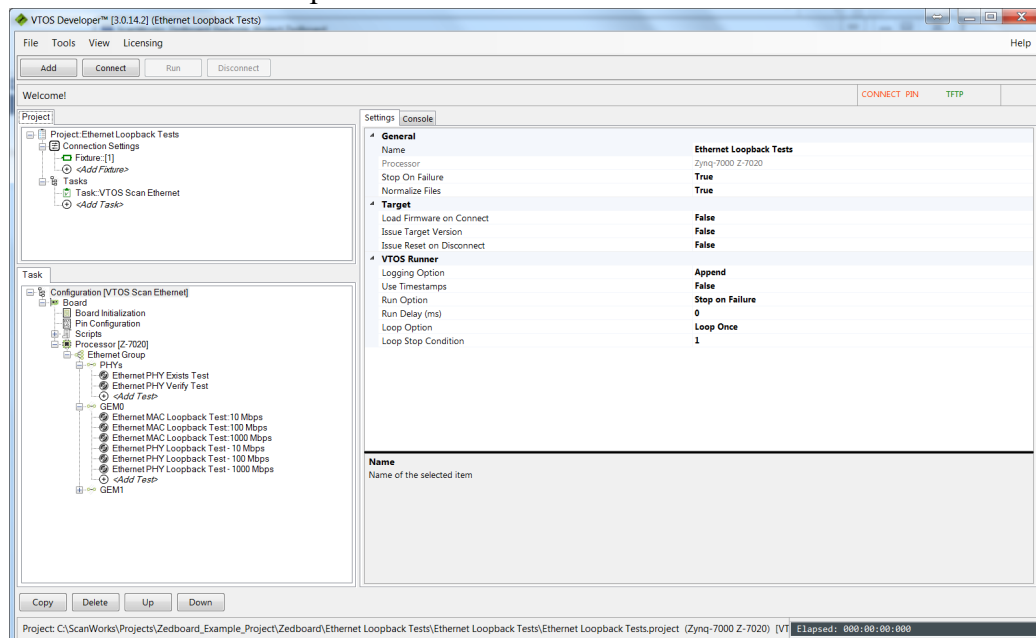 VTOS Developer™ [3.0.14.2] (Ethernet Loopback Tests)
File Tools View Licensing Help
Add Connect Run Disconnect
Welcome! CONNECT PIN TFTP
Project
Project:Ethernet Loopback Tests
Connection Settings
Fixture::[1]
<Add Fixture>
Tasks
Task::VTOS Scan Ethernet
<Add Task>
Task
Configuration [VTOS Scan Ethernet]
Board
Board Initialization
Pin Configuration
Scripts
Processor [Z-7020]
Ethernet Group
PHYs
Ethernet PHY Exists Test
Ethernet PHY Verify Test
<Add Test>
GEM0
Ethernet MAC Loopback Test:10 Mbps
Ethernet MAC Loopback Test:100 Mbps
Ethernet MAC Loopback Test:1000 Mbps
Ethernet PHY Loopback Test - 10 Mbps
Ethernet PHY Loopback Test - 100 Mbps
Ethernet PHY Loopback Test - 1000 Mbps
<Add Test>
GEM1
Settings Console
General
Name Ethernet Loopback Tests
Processor Zynq-7000 Z-7020
Stop On Failure True
Normalize Files True
Target
Load Firmware on Connect False
Issue Target Version False
Issue Reset on Disconnect False
VTOS Runner
Logging Option Append
Use Timestamps False
Run Option Stop on Failure
Run Delay (ms) 0
Loop Option Loop Once
Loop Stop Condition 1
Name
Name of the selected item
Copy Delete Up Down
Project: C:\ScanWorks\Projects\Zedboard_Example_Project\Zedboard\Ethernet Loopback Tests\Ethernet Loopback Tests\Ethernet Loopback Tests.project (Zynq-7000 Z-7020) [VT Elapsed: 000:00:00:000